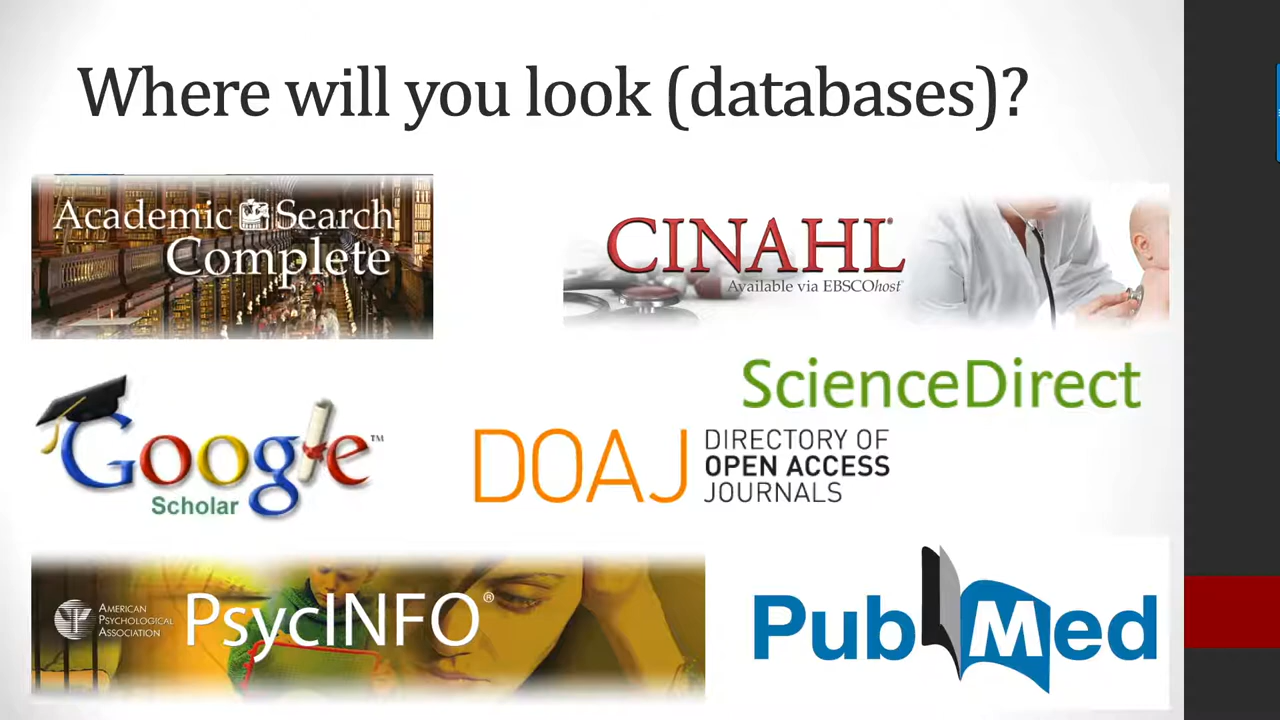 Where will you look (databases)?
Academic Search
Complete
CINAHL®
Available via EBSCOhost
ScienceDirect
Google™
Scholar
DOAJ
DIRECTORY OF
OPEN ACCESS
JOURNALS
AMERICAN
PSYCHOLOGICAL
ASSOCIATION
PsycINFO®
PubMed